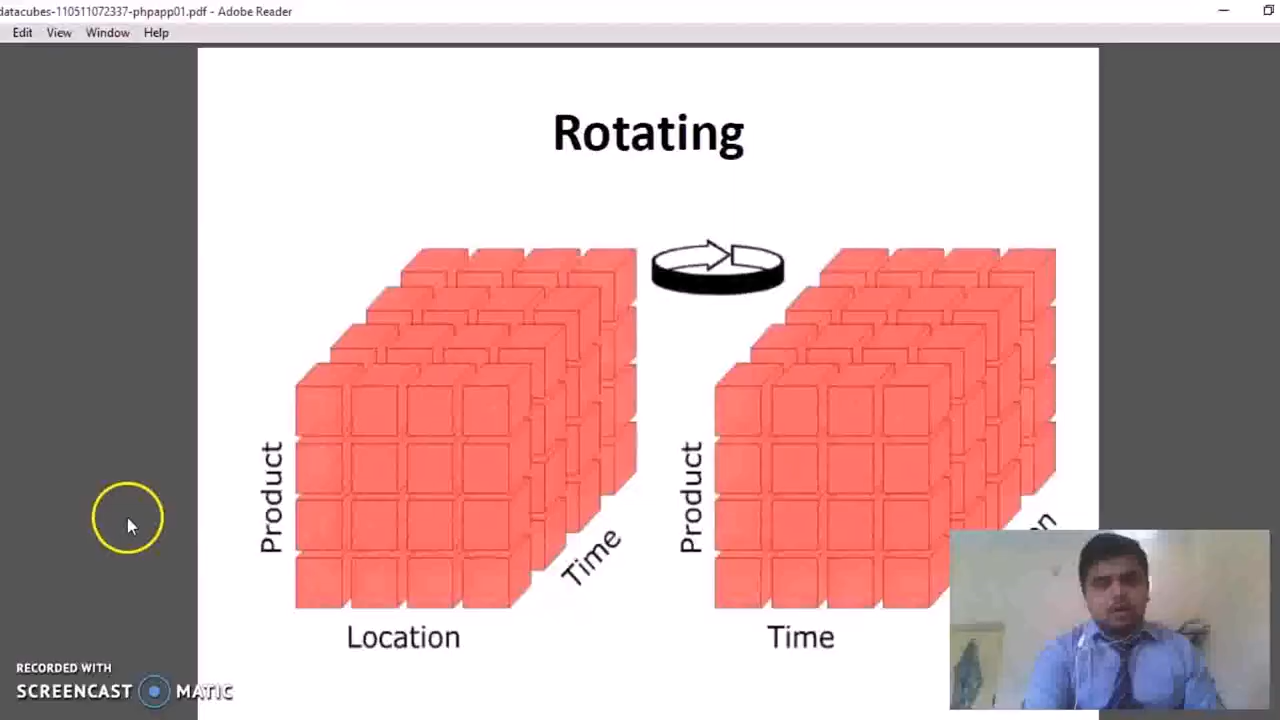 datacubes-110511072337-phpapp01.pdf - Adobe Reader
Edit View Window Help
Rotating
Product
Time
Location
Product
Time
RECORDED WITH
SCREENCAST MATIC